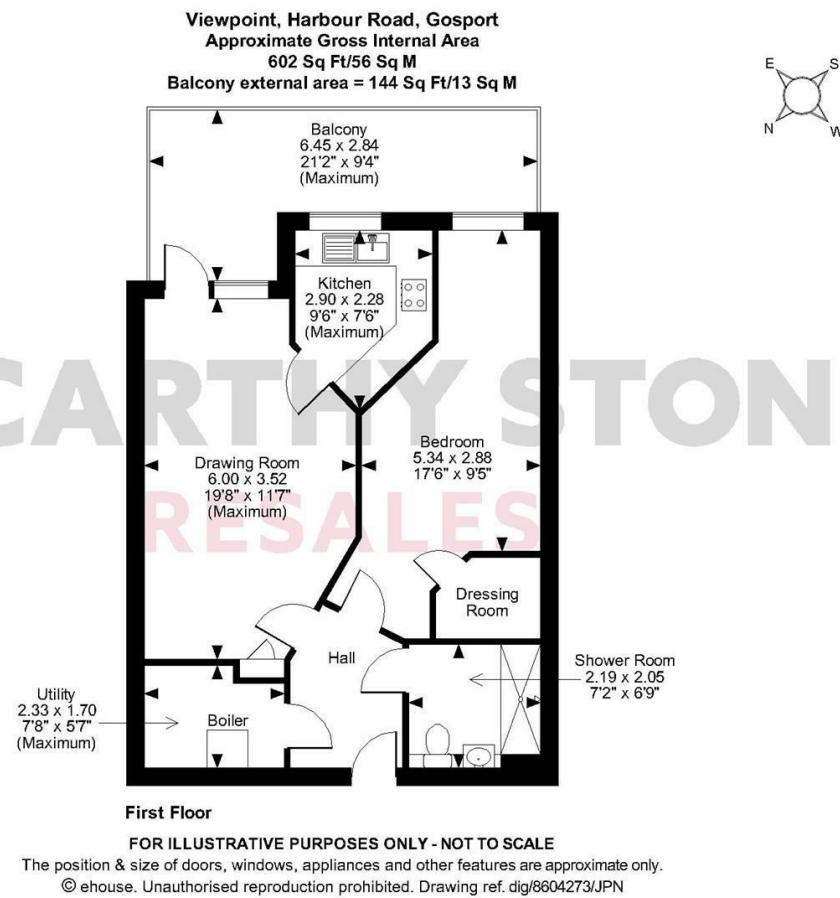 Viewpoint, Harbour Road, Gosport
Approximate Gross Internal Area
602 Sq Ft/56 Sq M
Balcony external area = 144 Sq Ft/13 Sq M
E
S
N
W
Balcony
6.45 x 2.84
21'2" x 9'4"
(Maximum)
Kitchen
2.90 x 2.28
9'6" x 7'6"
(Maximum)
CARTHY STON
RESALES
Drawing Room
6.00 x 3.52
19'8" x 11'7"
(Maximum)
Bedroom
5.34 x 2.88
17'6" x 9'5"
Dressing
Room
Hall
Shower Room
2.19 x 2.05
7'2" x 6'9"
Utility
2.33 x 1.70
7'8" x 5'7"
(Maximum)
Boiler
First Floor
FOR ILLUSTRATIVE PURPOSES ONLY - NOT TO SCALE
The position & size of doors, windows, appliances and other features are approximate only.
© ehouse. Unauthorised reproduction prohibited. Drawing ref. dig/8604273/JPN